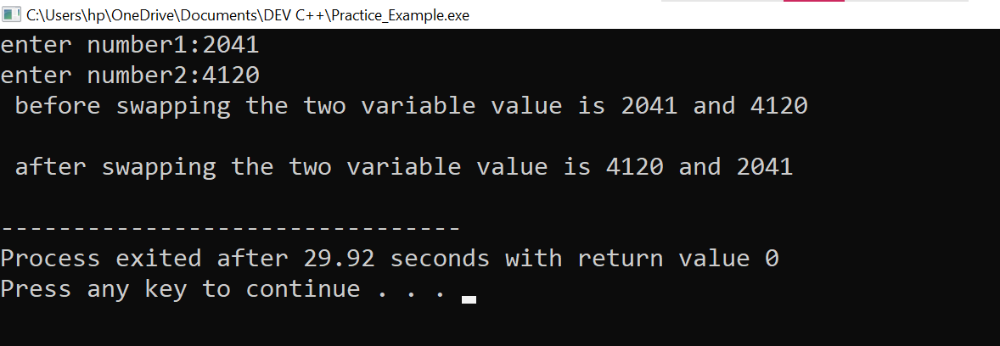 C:\Users\hp\OneDrive\Documents\DEV C++\Practice_Example.exe
enter number1:2041
enter number2:4120
 before swapping the two variable value is 2041 and 4120
 after swapping the two variable value is 4120 and 2041
--------------------------------
Process exited after 29.92 seconds with return value 0
Press any key to continue . . .